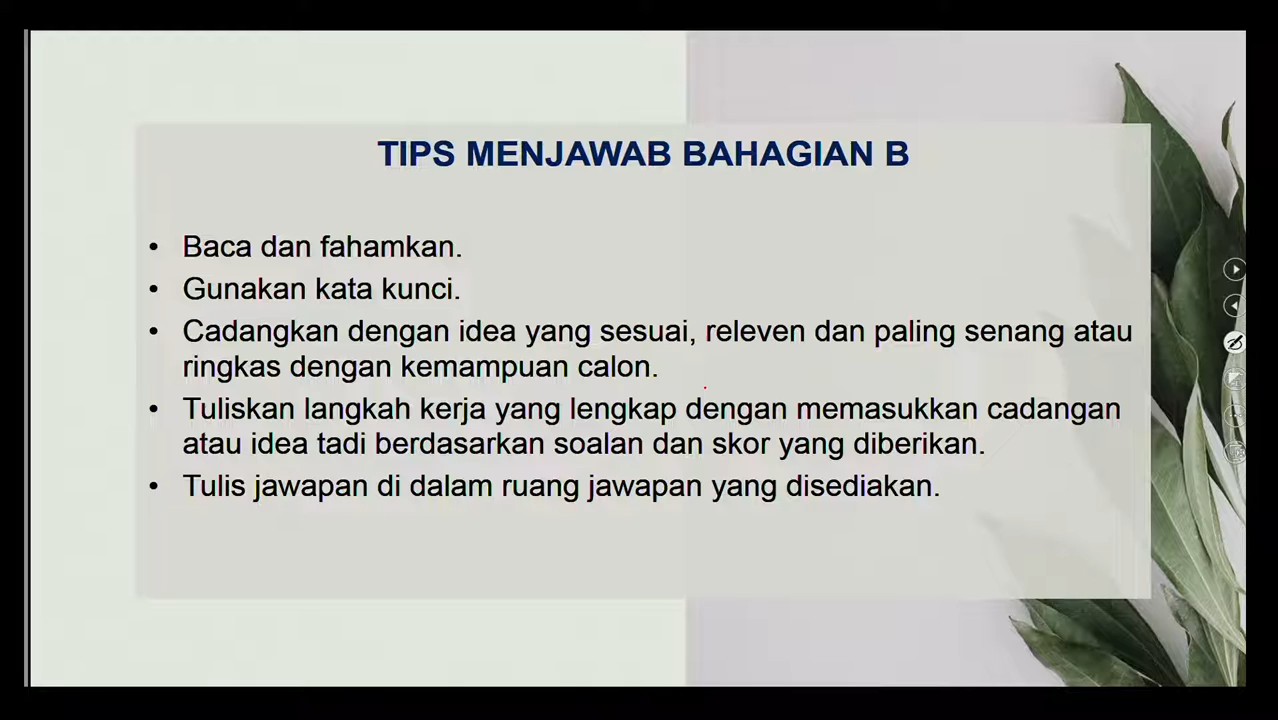 TIPS MENJAWAB BAHAGIAN B
• Baca dan fahamkan.
• Gunakan kata kunci.
• Cadangkan dengan idea yang sesuai, releven dan paling senang atau
ringkas dengan kemampuan calon.
• Tuliskan langkah kerja yang lengkap dengan memasukkan cadangan
atau idea tadi berdasarkan soalan dan skor yang diberikan.
• Tulis jawapan di dalam ruang jawapan yang disediakan.